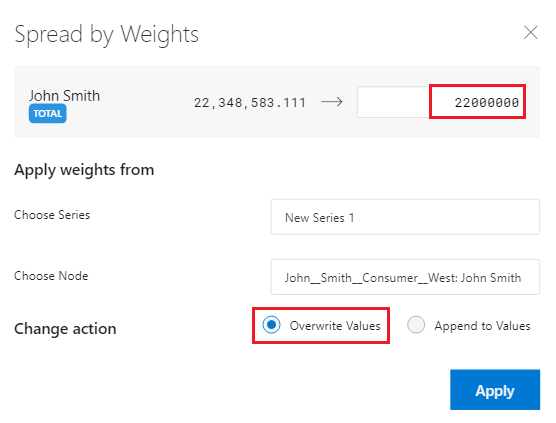 Spread by Weights
John Smith
TOTAL
22,348,583.111
22000000
Apply weights from
Choose Series
New Series 1
Choose Node
John__Smith__Consumer__West: John Smith
Change action
Overwrite Values
Append to Values
Apply